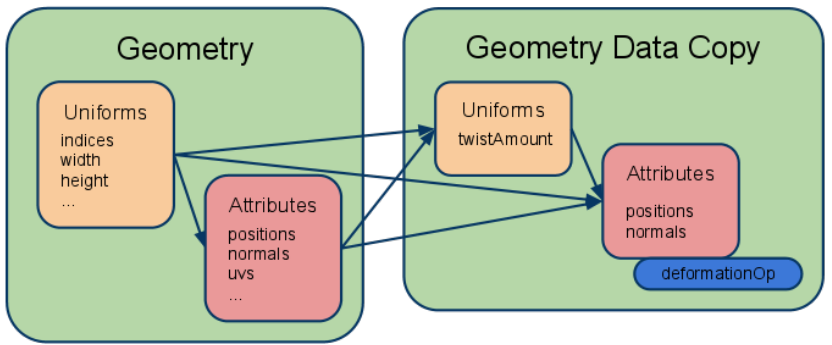 Geometry
Uniforms
indices
width
height
...
Attributes
positions
normals
uvs
...
Geometry Data Copy
Uniforms
twistAmount
Attributes
positions
normals
deformationOp